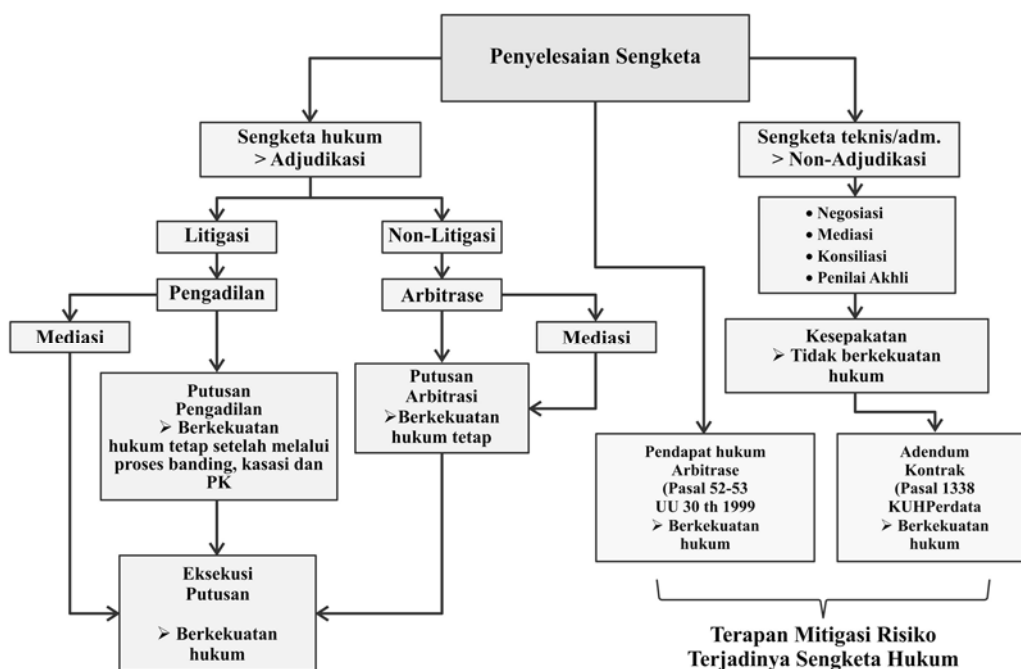 Penyelesaian Sengketa
Sengketa hukum
> Adjudikasi
Sengketa teknis/adm.
> Non-Adjudikasi
Litigasi
Non-Litigasi
• Negosiasi
• Mediasi
• Konsiliasi
• Penilai Akhli
Pengadilan
Arbitrase
Mediasi
Mediasi
Kesepakatan
➢ Tidak berkekuatan
hukum
Putusan
Pengadilan
➢ Berkekuatan
hukum tetap setelah melalui
proses banding, kasasi dan
PK
Putusan
Arbitrasi
➢Berkekuatan
hukum tetap
Pendapat hukum
Arbitrase
(Pasal 52-53
UU 30 th 1999
➢ Berkekuatan
hukum
Adendum
Kontrak
(Pasal 1338
KUHPerdata
➢ Berkekuatan
hukum
Eksekusi
Putusan
➢ Berkekuatan
hukum
Terapan Mitigasi Risiko
Terjadinya Sengketa Hukum